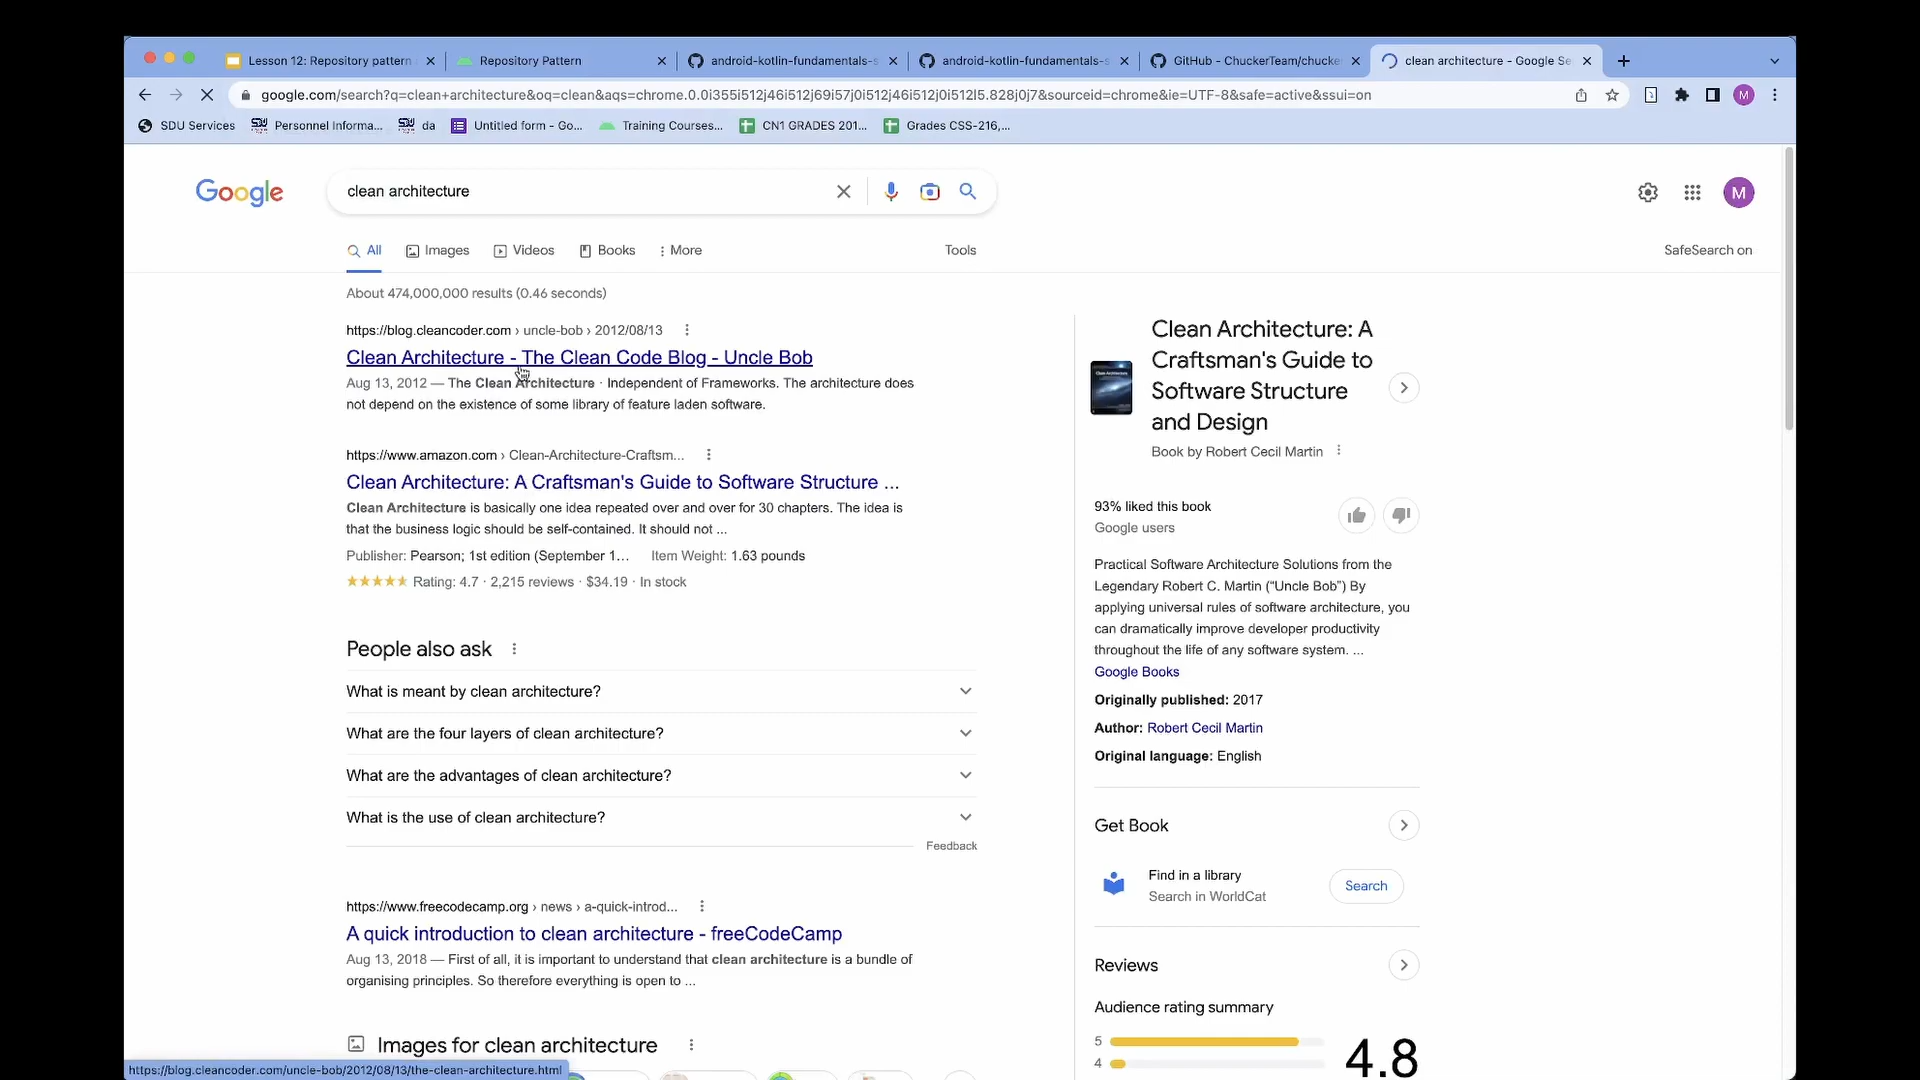 Lesson 12: Repository pattern
Repository Pattern
android-kotlin-fundamentals-s
android-kotlin-fundamentals-s
GitHub - ChuckerTeam/chucke
clean architecture - Google Se
google.com/search?q=clean+architecture&oq=clean&aqs=chrome.0.0i355i512j46i512j69i57j0i512j46i512j0i512l5.828j0j7&sourceid=chrome&ie=UTF-8&safe=active&ssui=on
M
SDU Services
Personnel Informa...
da
Untitled form - Go...
Training Courses...
CN1 GRADES 201...
Grades CSS-216,...
Google
clean architecture
M
All
Images
Videos
Books
More
Tools
SafeSearch on
About 474,000,000 results (0.46 seconds)
https://blog.cleancoder.com › uncle-bob › 2012/08/13
Clean Architecture - The Clean Code Blog - Uncle Bob
Aug 13, 2012 — The Clean Architecture · Independent of Frameworks. The architecture does
not depend on the existence of some library of feature laden software.
https://www.amazon.com › Clean-Architecture-Craftsm...
Clean Architecture: A Craftsman's Guide to Software Structure ...
Clean Architecture is basically one idea repeated over and over for 30 chapters. The idea is
that the business logic should be self-contained. It should not ...
Publisher: Pearson; 1st edition (September 1... Item Weight: 1.63 pounds
Rating: 4.7 · 2,215 reviews · $34.19 · In stock
People also ask
What is meant by clean architecture?
What are the four layers of clean architecture?
What are the advantages of clean architecture?
What is the use of clean architecture?
Feedback
https://www.freecodecamp.org › news › a-quick-introd...
A quick introduction to clean architecture - freeCodeCamp
Aug 13, 2018 — First of all, it is important to understand that clean architecture is a bundle of
organising principles. So therefore everything is open to ...
Images for clean architecture
https://blog.cleancoder.com/uncle-bob/2012/08/13/the-clean-architecture.html
Clean Architecture: A
Craftsman's Guide to
Software Structure
and Design
Book by Robert Cecil Martin
93% liked this book
Google users
Practical Software Architecture Solutions from the
Legendary Robert C. Martin (“Uncle Bob”) By
applying universal rules of software architecture, you
can dramatically improve developer productivity
throughout the life of any software system. ...
Google Books
Originally published: 2017
Author: Robert Cecil Martin
Original language: English
Get Book
Find in a library
Search in WorldCat
Search
Reviews
Audience rating summary
5
4
4.8